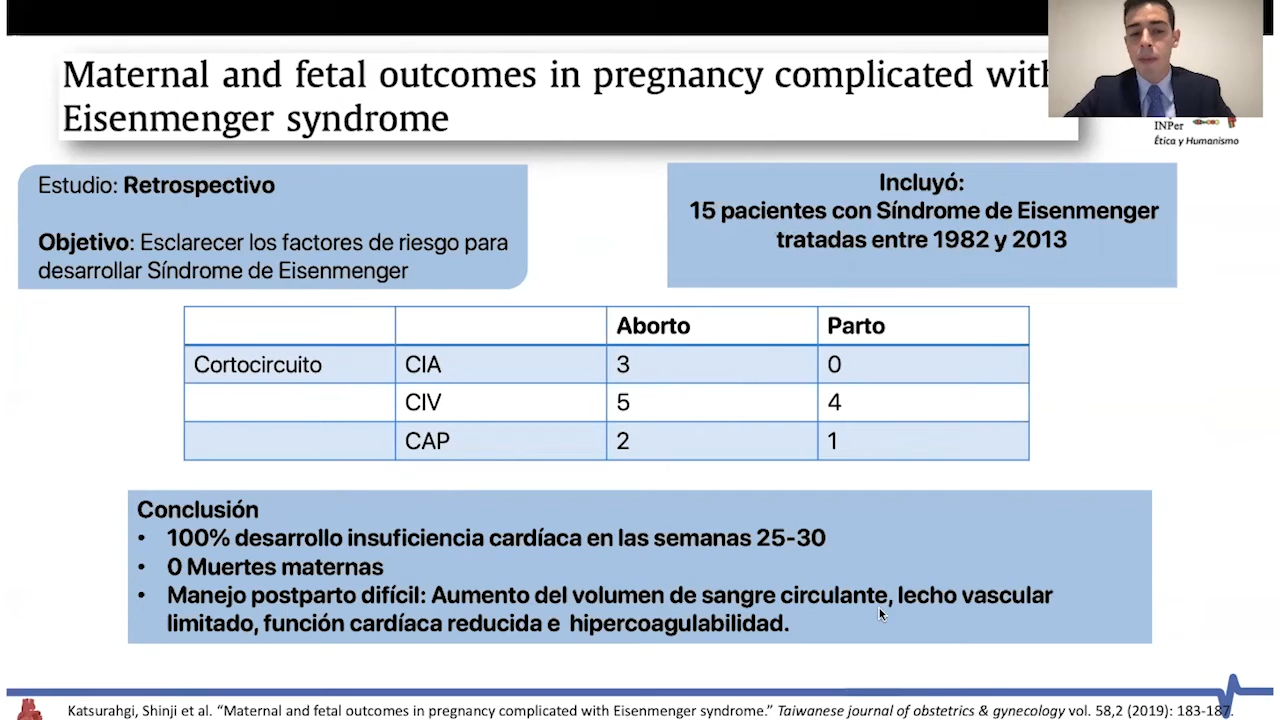 Maternal and fetal outcomes in pregnancy complicated with
Eisenmenger syndrome
INPer
Ética y Humanismo
Estudio: Retrospectivo
Objetivo: Esclarecer los factores de riesgo para
desarrollar Síndrome de Eisenmenger
Incluyó:
15 pacientes con Síndrome de Eisenmenger
tratadas entre 1982 y 2013
Aborto Parto
Cortocircuito CIA 3 0
CIV 5 4
CAP 2 1
Conclusión
• 100% desarrollo insuficiencia cardíaca en las semanas 25-30
• 0 Muertes maternas
• Manejo postparto difícil: Aumento del volumen de sangre circulante, lecho vascular
limitado, función cardíaca reducida e hipercoagulabilidad.
Katsurahgi, Shinji et al. “Maternal and fetal outcomes in pregnancy complicated with Eisenmenger syndrome.” Taiwanese journal of obstetrics & gynecology vol. 58,2 (2019): 183-187.